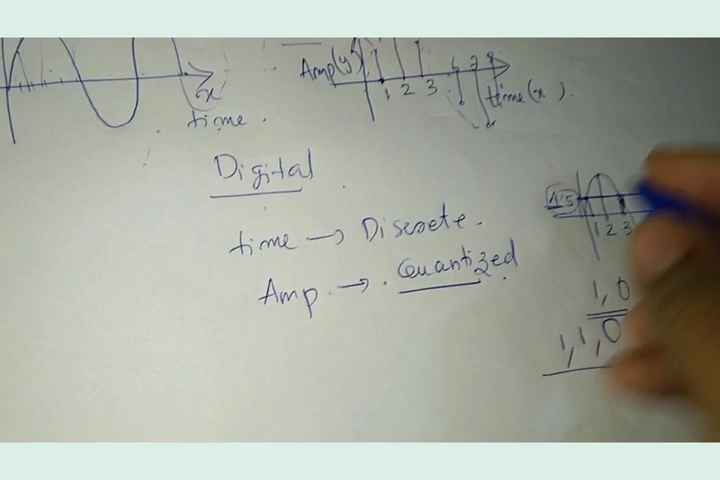 x
time.
Amp(y)
1 2 3 6 7 8
time(x).
Digital
time → Discrete.
Amp. → Quantized
4.5
1 2 3
1, 0
1, 1, 0